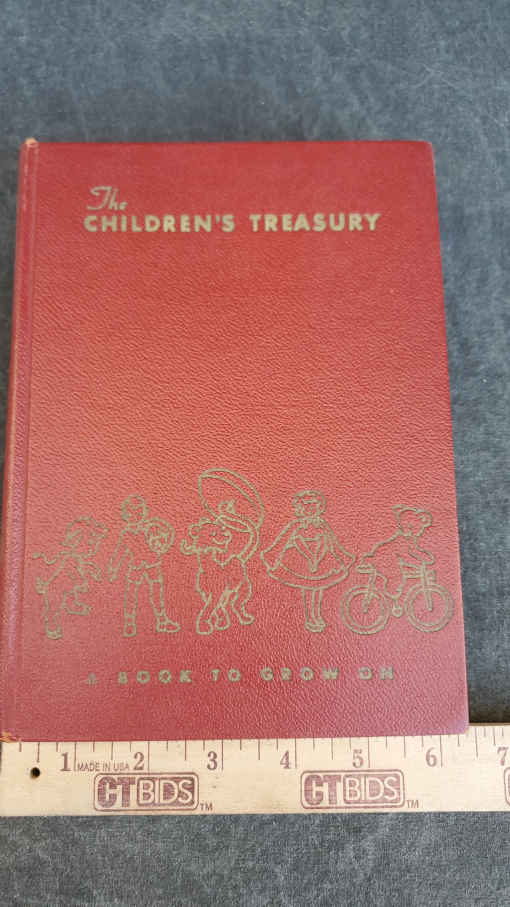 The
CHILDREN'S TREASURY
A BOOK TO GROW ON
1 MADE IN USA 2 3 4 5 6 7
CTBIDS TM CTBIDS TM